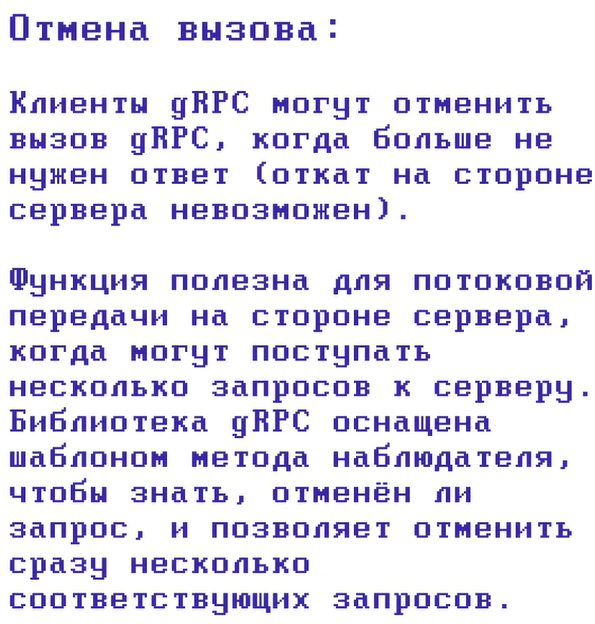 Отмена вызова:
Клиенты gRPC могут отменить
вызов gRPC, когда больше не
нужен ответ (откат на стороне
сервера невозможен).
Функция полезна для потоковой
передачи на стороне сервера,
когда могут поступать
несколько запросов к серверу.
Библиотека gRPC оснащена
шаблоном метода наблюдателя,
чтобы знать, отменён ли
запрос, и позволяет отменить
сразу несколько
соответствующих запросов.